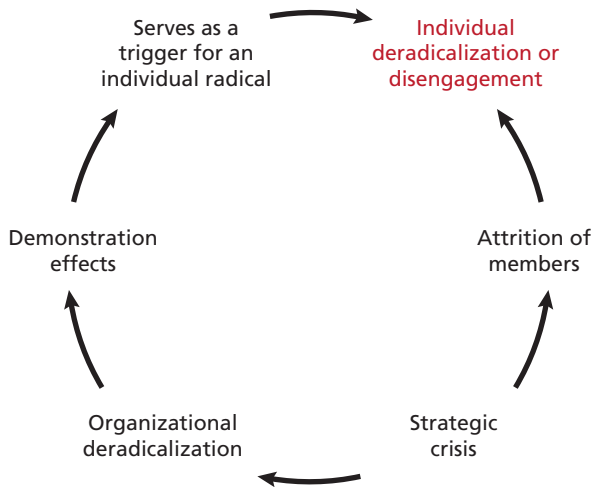 Serves as a
trigger for an
individual radical
Individual
deradicalization or
disengagement
Demonstration
effects
Attrition of
members
Organizational
deradicalization
Strategic
crisis